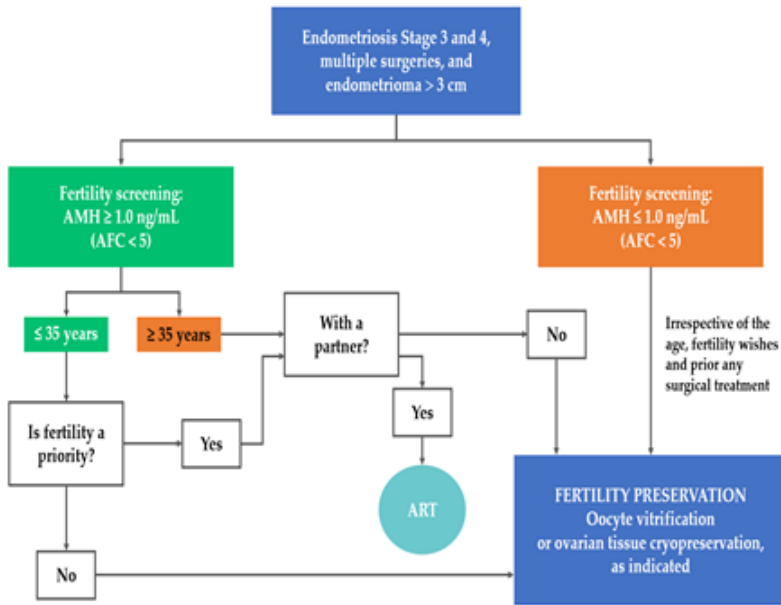 Endometriosis Stage 3 and 4,
multiple surgeries, and
endometrioma > 3 cm
Fertility screening:
AMH ≥ 1.0 ng/mL
(AFC < 5)
Fertility screening:
AMH ≤ 1.0 ng/mL
(AFC < 5)
≤ 35 years
≥ 35 years
With a
partner?
No
Irrespective of the
age, fertility wishes
and prior any
surgical treatment
Is fertility a
priority?
Yes
Yes
ART
FERTILITY PRESERVATION
Oocyte vitrification
or ovarian tissue cryopreservation,
as indicated
No